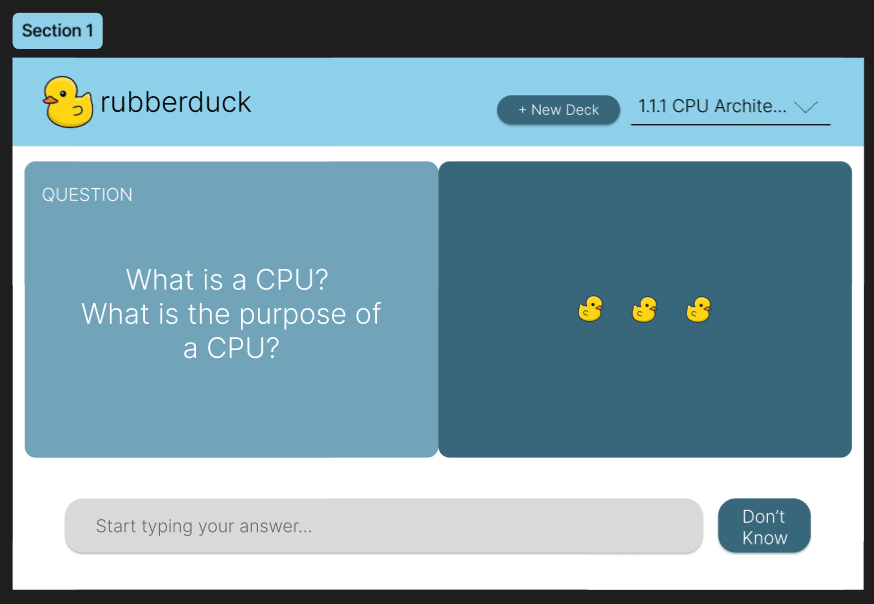 Section 1
rubberduck
+ New Deck
1.1.1 CPU Archite...
QUESTION
What is a CPU?
What is the purpose of
a CPU?
Start typing your answer...
Don't
Know